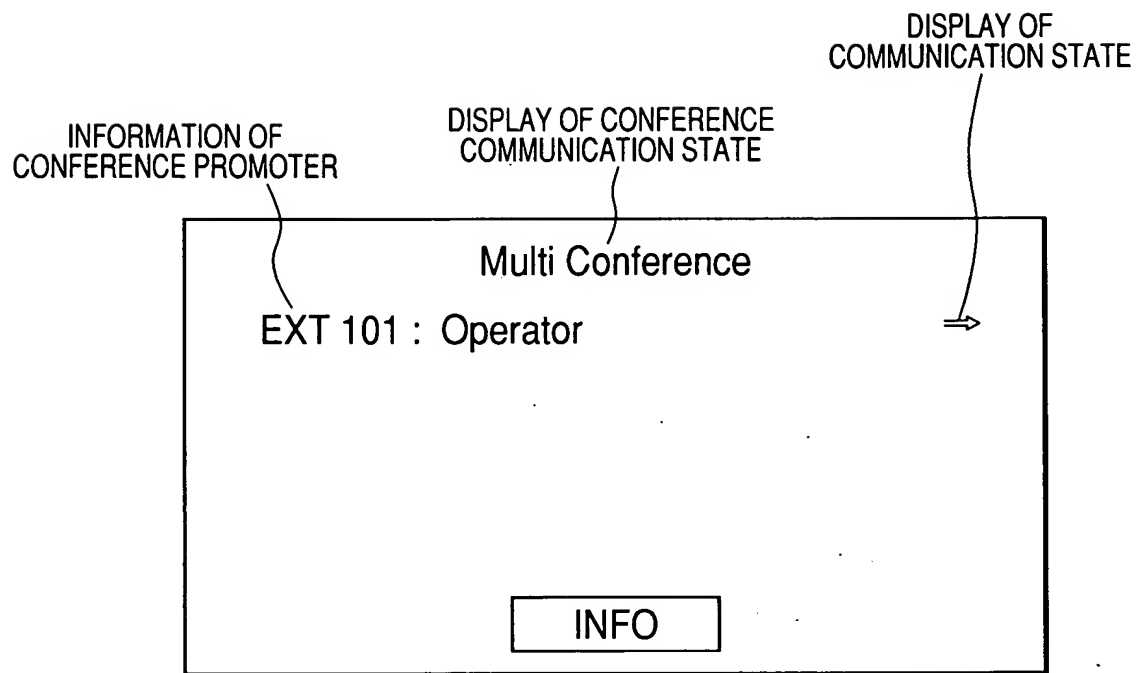 DISPLAY OF
COMMUNICATION STATE
DISPLAY OF CONFERENCE
COMMUNICATION STATE
INFORMATION OF
CONFERENCE PROMOTER
Multi Conference
EXT 101 : Operator ⇒
INFO